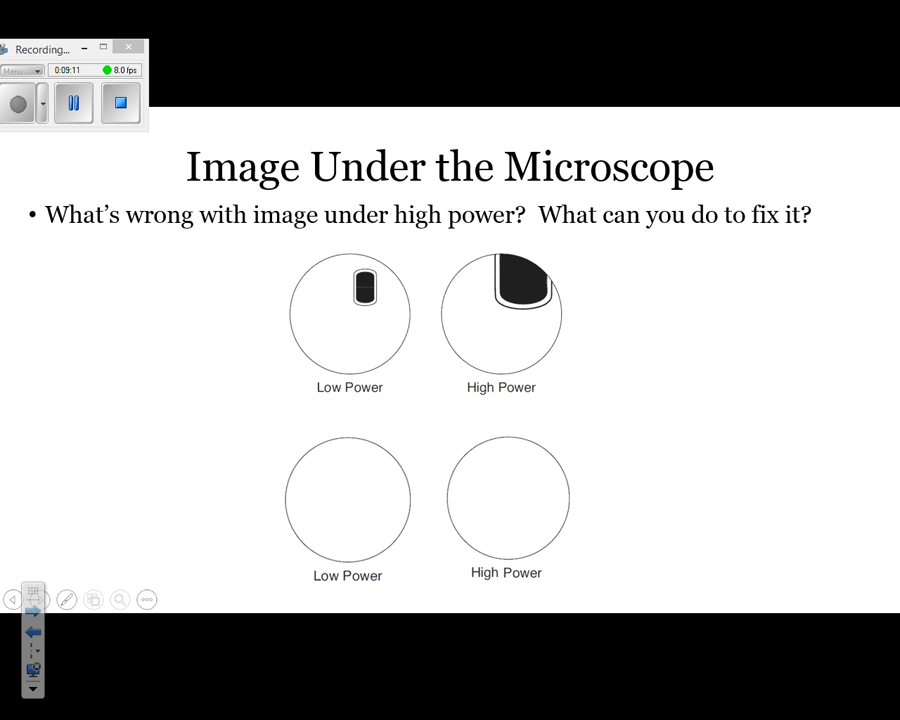 Recording...
Menu
0:09:11
8.0 fps
Image Under the Microscope
• What’s wrong with image under high power? What can you do to fix it?
Low Power
High Power
Low Power
High Power